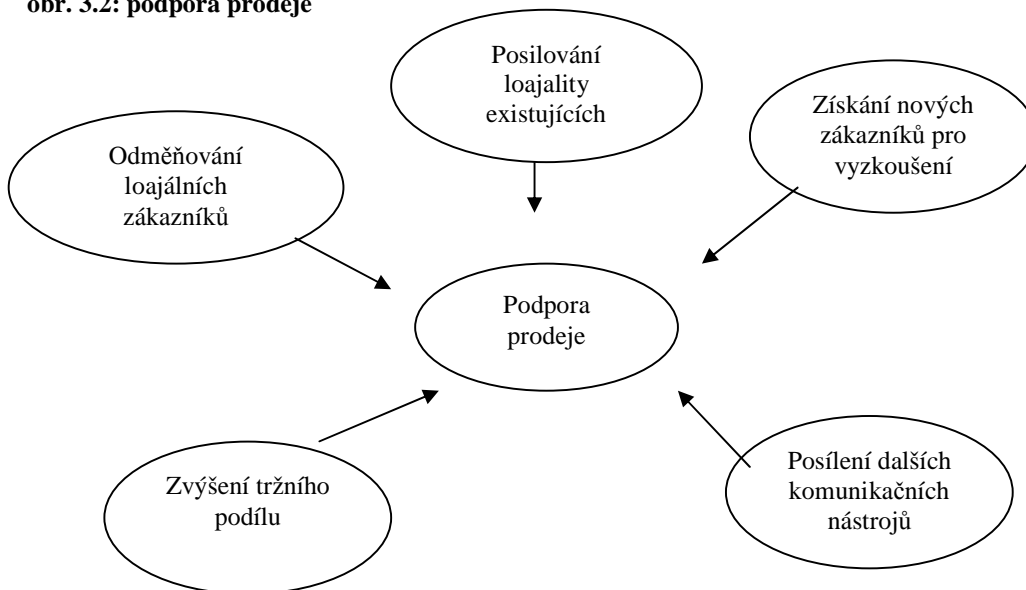 obr. 3.2: podpora prodeje
Posilování
loajality
existujících
Získání nových
zákazníků pro
vyzkoušení
Odměňování
loajálních
zákazníků
Podpora
prodeje
Zvýšení tržního
podílu
Posílení dalších
komunikačních
nástrojů